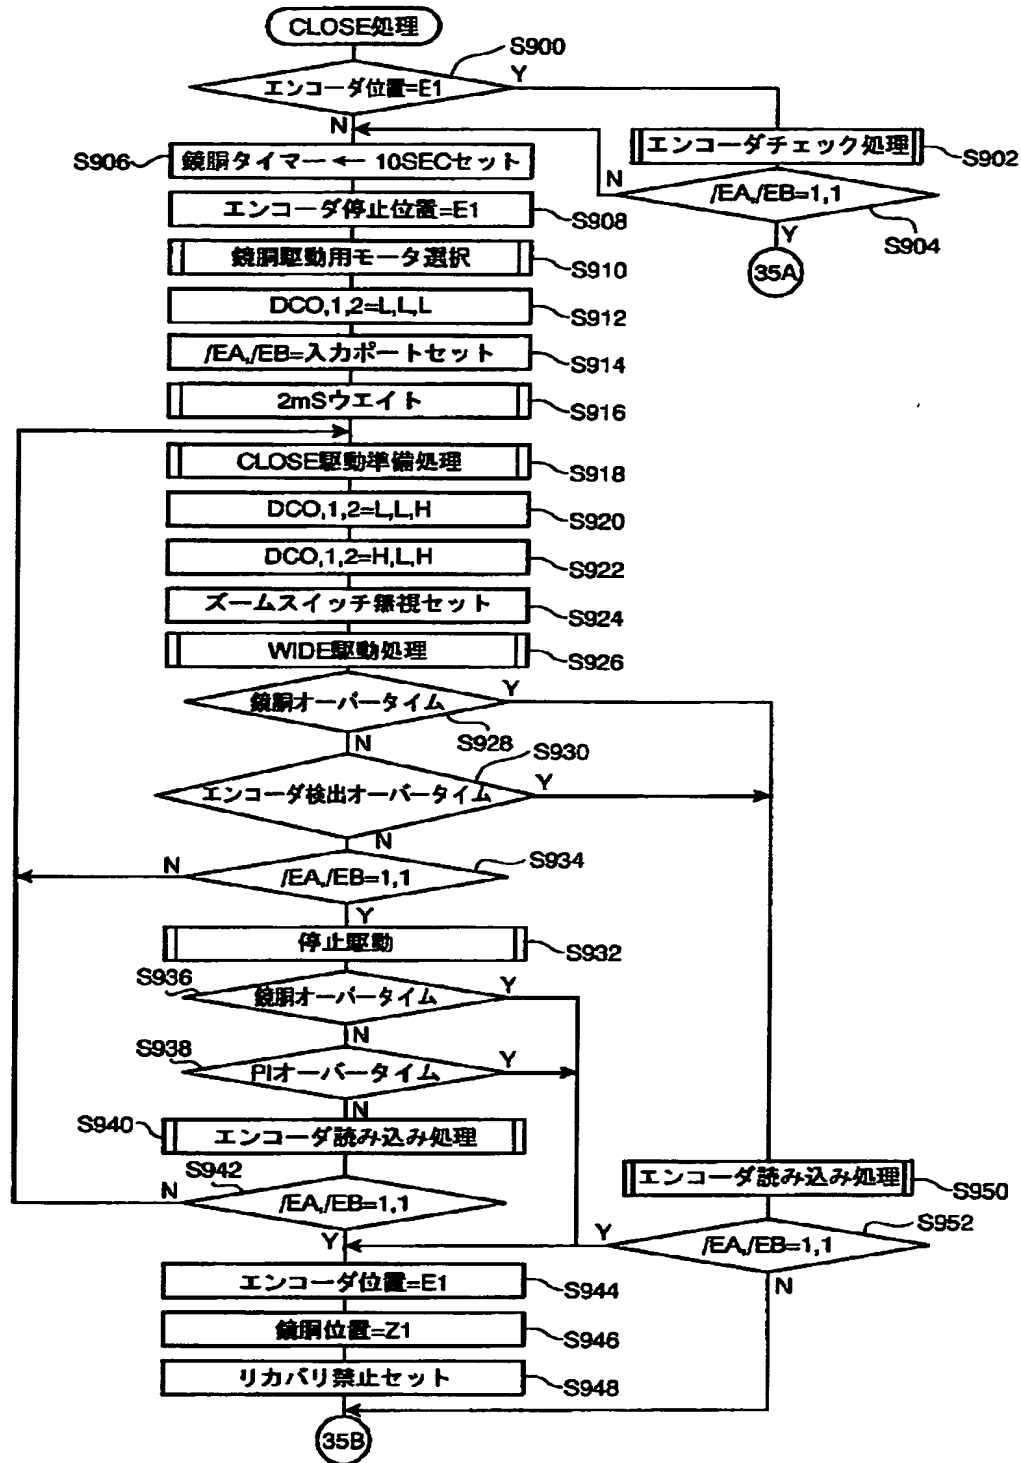 CLOSE処理
S900
エンコーダ位置=E1
Y
N
エンコーダチェック処理
S902
S906
鏡胴タイマー ← 10SECセット
N
/EA,/EB=1,1
S904
Y
35A
エンコーダ停止位置=E1
S908
鏡胴駆動用モータ選択
S910
DC0,1,2=L,L,L
S912
/EA,/EB=入力ポートセット
S914
2mSウエイト
S916
CLOSE駆動準備処理
S918
DC0,1,2=L,L,H
S920
DC0,1,2=H,L,H
S922
ズームスイッチ無視セット
S924
WIDE駆動処理
S926
鏡胴オーバータイム
Y
S928
N
S930
エンコーダ検出オーバータイム
Y
N
N
/EA,/EB=1,1
S934
Y
停止駆動
S932
S936
鏡胴オーバータイム
Y
N
S938
PIオーバータイム
Y
N
S940
エンコーダ読み込み処理
S942
N
/EA,/EB=1,1
Y
エンコーダ読み込み処理
S950
S952
Y
/EA,/EB=1,1
N
エンコーダ位置=E1
S944
鏡胴位置=Z1
S946
リカバリ禁止セット
S948
35B